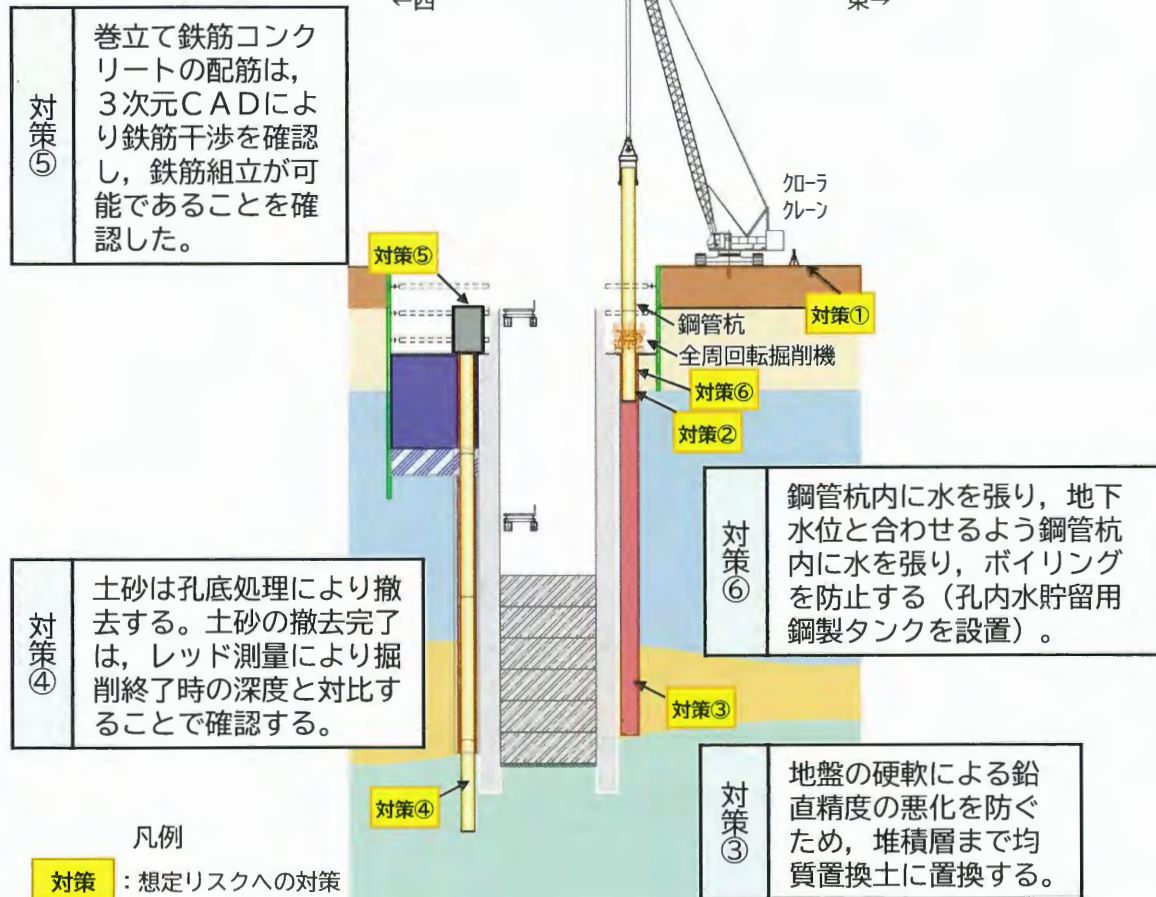 ←西
東→
対策⑤
巻立て鉄筋コンク
リートの配筋は，
３次元ＣＡＤによ
り鉄筋干渉を確認
し，鉄筋組立が可
能であることを確
認した。
ｸﾛｰﾗ
ｸﾚｰﾝ
対策⑤
対策①
鋼管杭
全周回転掘削機
対策⑥
対策②
対策⑥
鋼管杭内に水を張り，地下
水位と合わせるよう鋼管杭
内に水を張り，ボイリング
を防止する（孔内水貯留用
鋼製タンクを設置）。
対策④
土砂は孔底処理により撤
去する。土砂の撤去完了
は，レッド測量により掘
削終了時の深度と対比す
ることで確認する。
対策③
対策④
対策③
地盤の硬軟による鉛
直精度の悪化を防ぐ
ため，堆積層まで均
質置換土に置換する。
凡例
対策：想定リスクへの対策